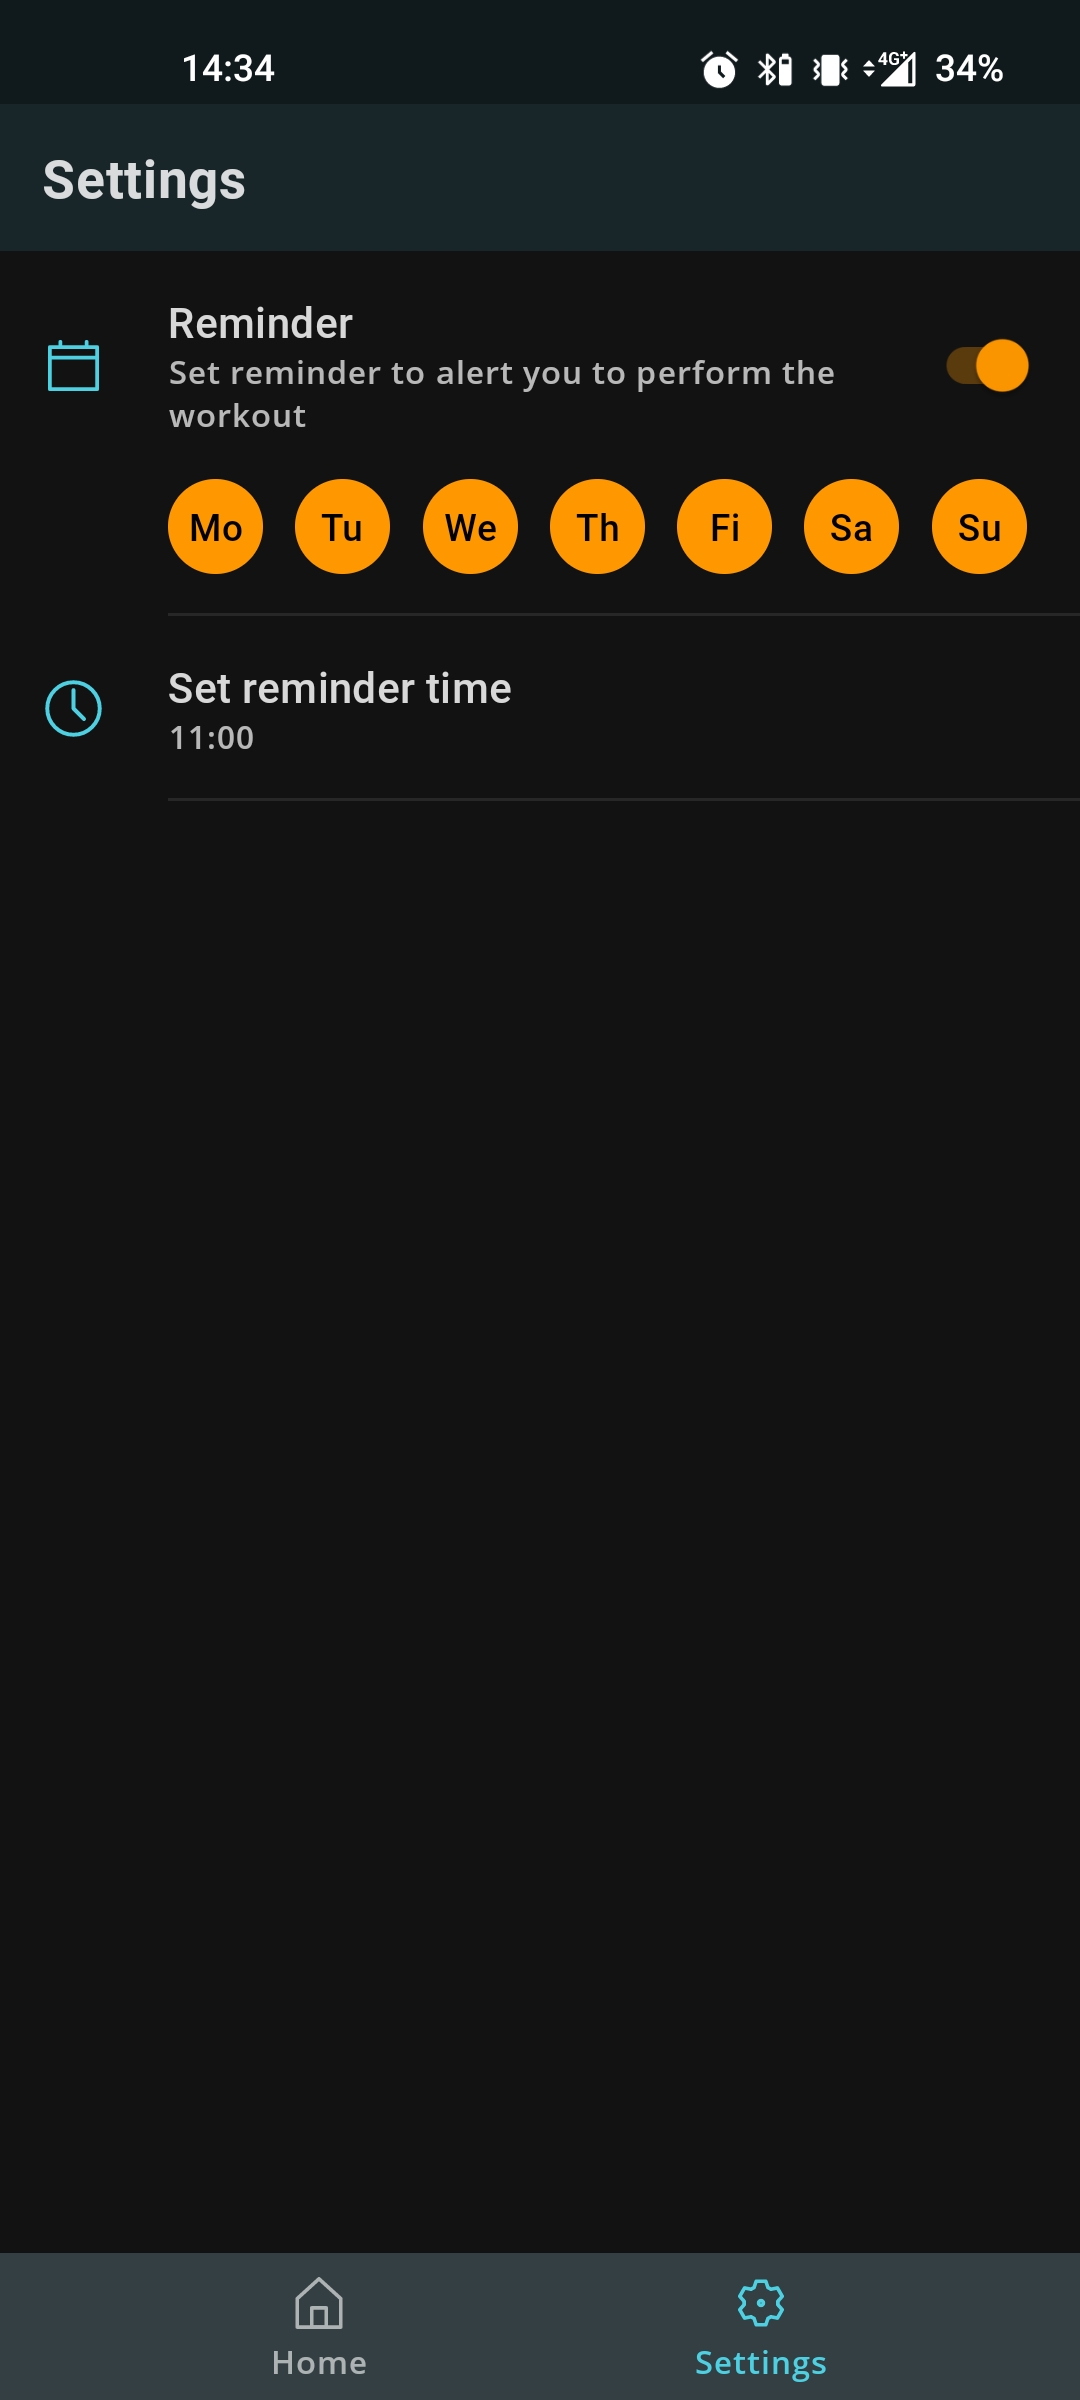 14:34
4G+ 34%
Settings
Reminder
Set reminder to alert you to perform the
workout
Mo Tu We Th Fi Sa Su
Set reminder time
11:00
Home Settings